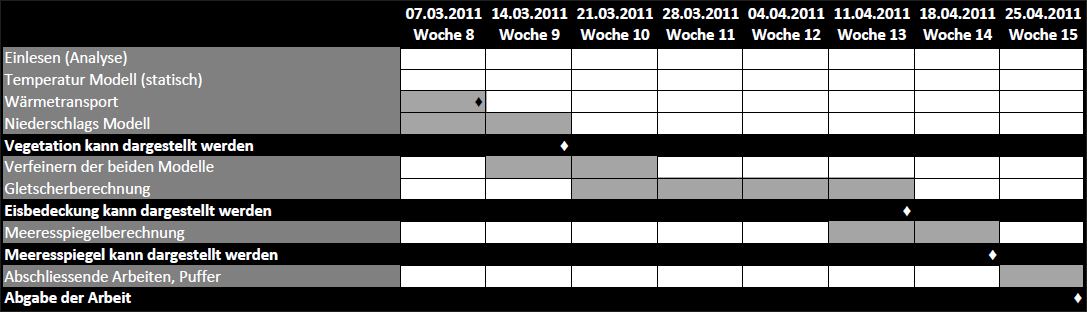 07.03.2011 14.03.2011 21.03.2011 28.03.2011 04.04.2011 11.04.2011 18.04.2011 25.04.2011
Woche 8 Woche 9 Woche 10 Woche 11 Woche 12 Woche 13 Woche 14 Woche 15
Einlesen (Analyse)
Temperatur Modell (statisch)
Wärmetransport
Niederschlags Modell
Vegetation kann dargestellt werden
Verfeinern der beiden Modelle
Gletscherberechnung
Eisbedeckung kann dargestellt werden
Meeresspiegelberechnung
Meeresspiegel kann dargestellt werden
Abschliessende Arbeiten, Puffer
Abgabe der Arbeit